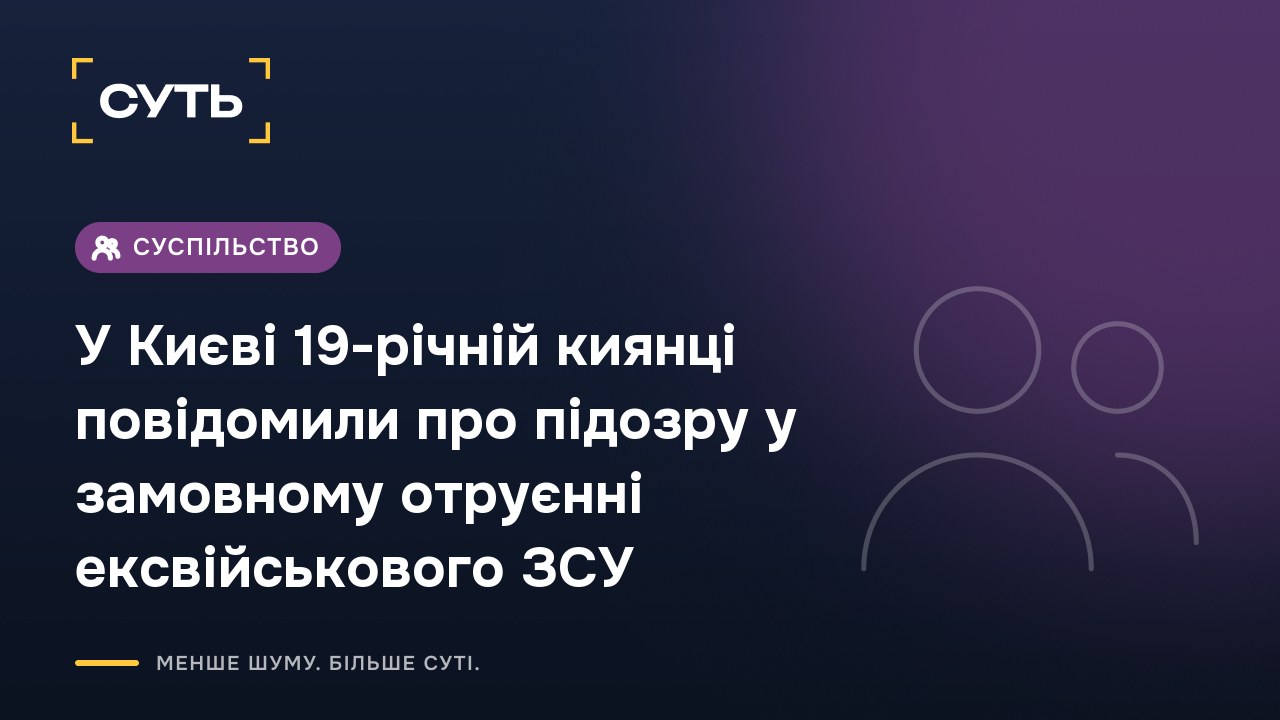 СУТЬ
СУСПІЛЬСТВО
У Києві 19-річній киянці
повідомили про підозру у
замовному отруєнні
ексвійськового ЗСУ
МЕНШЕ ШУМУ. БІЛЬШЕ СУТІ.